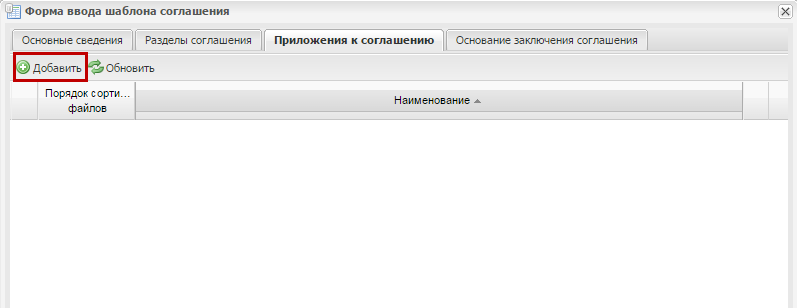 Форма ввода шаблона соглашения
Основные сведения Разделы соглашения Приложения к соглашению Основание заключения соглашения
Добавить Обновить
Порядок сорти...
файлов
Наименование